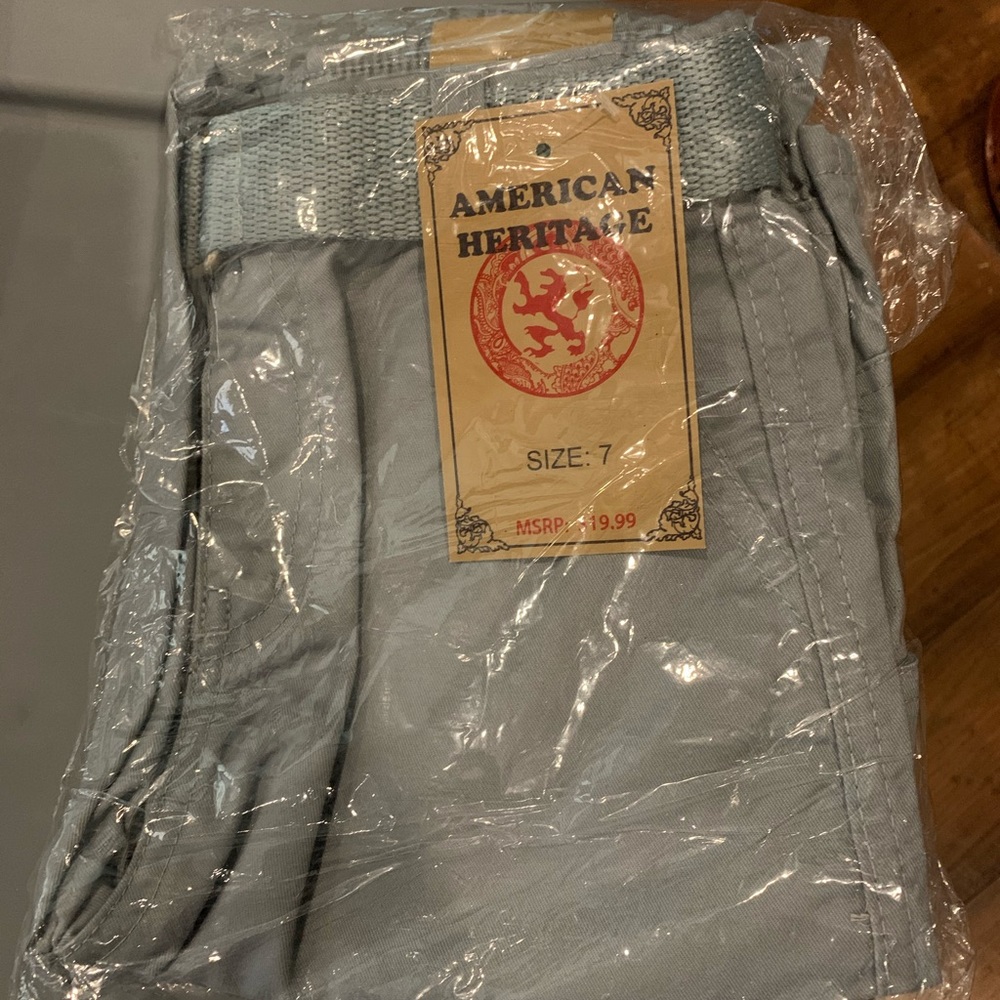 AMERICAN
HERITAGE
SIZE: 7
MSRP: $19.99